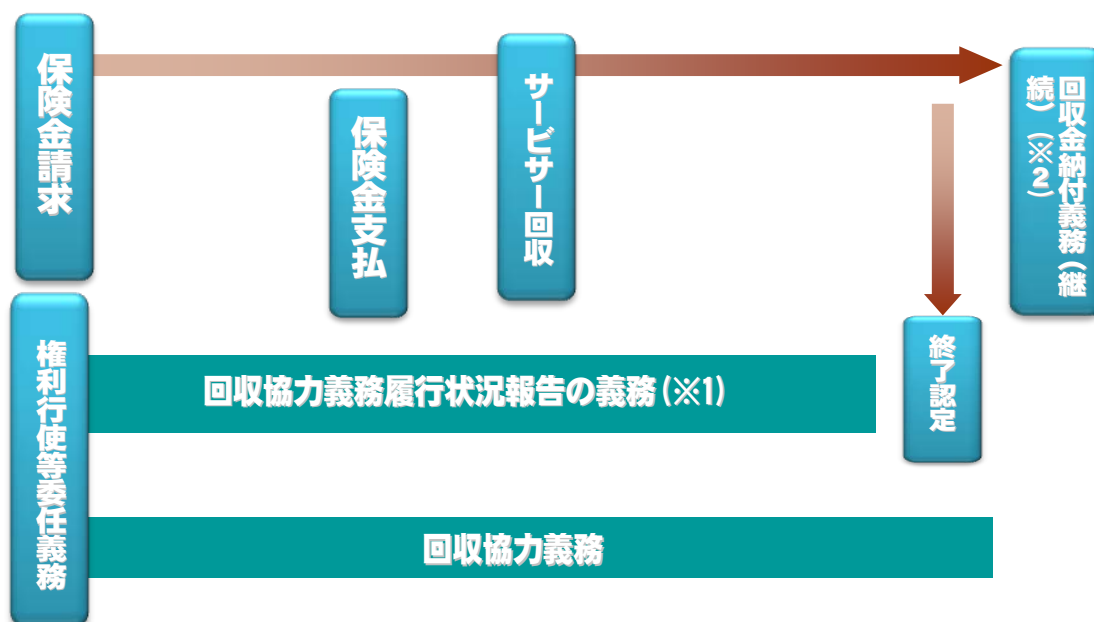 保険金請求
保険金支払
サービサー回収
回収金納付義務（継
続）（※２）
権利行使等委任義務
回収協力義務履行状況報告の義務（※1）
終了認定
回収協力義務